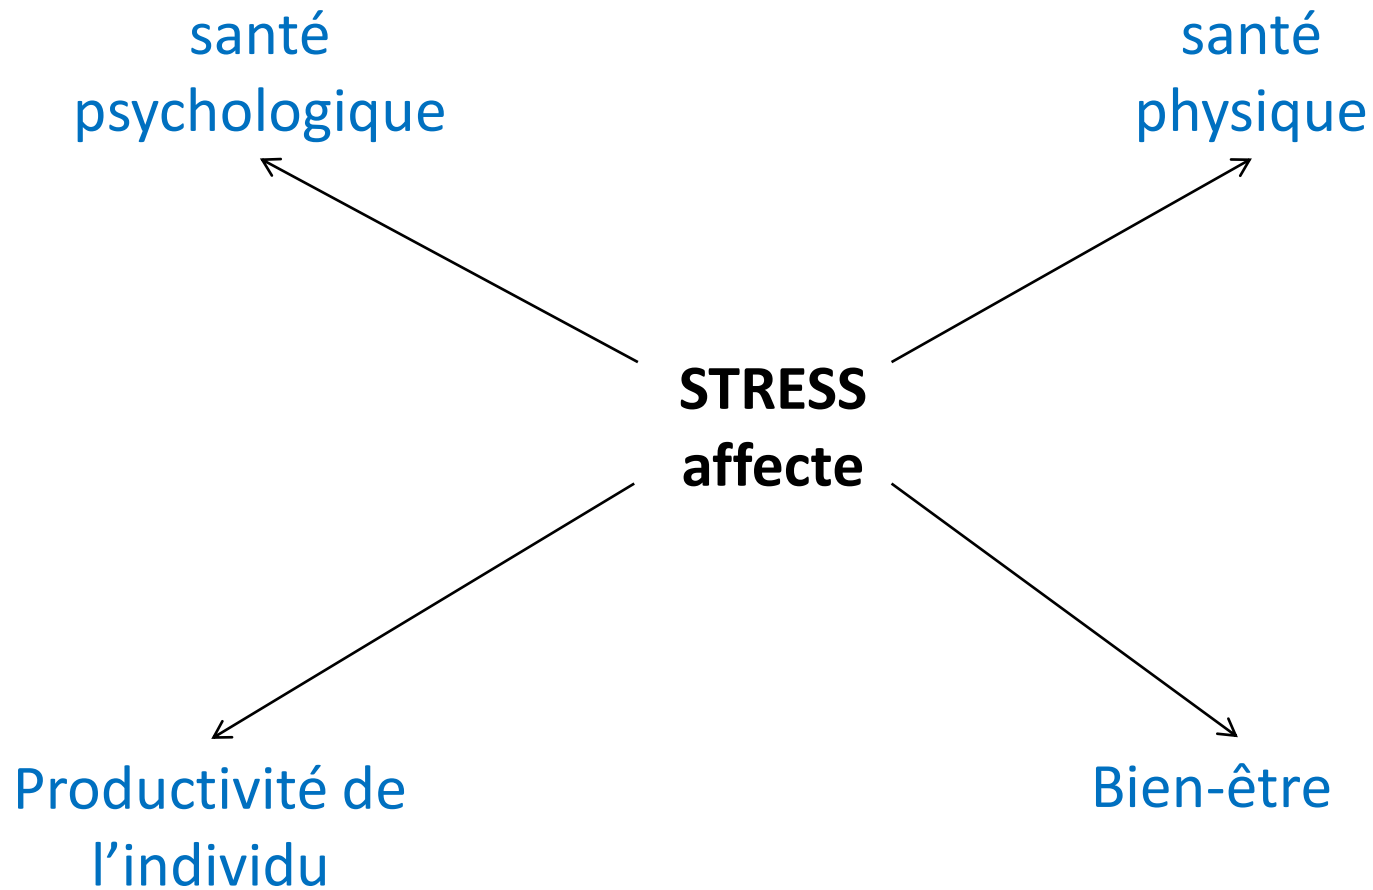 santé
psychologique
santé
physique
STRESS
affecte
Productivité de
l’individu
Bien-être